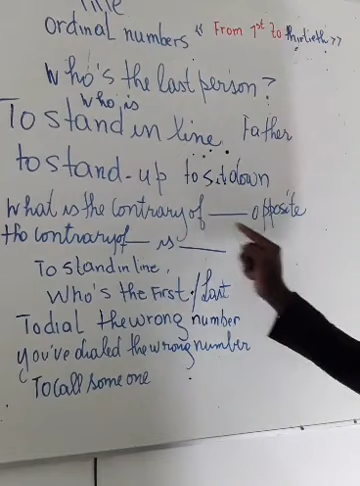 Title
ordinal numbers " From 1st to thirtieth >>
Who's the last person?
Who is
To stand in line Father
to stand-up to sit down
What is the contrary of ___ opposite
the contrary of ___ is ___
To stand in line.
Who's the First / Last
To dial the wrong number
you've dialed the wrong number
To call someone